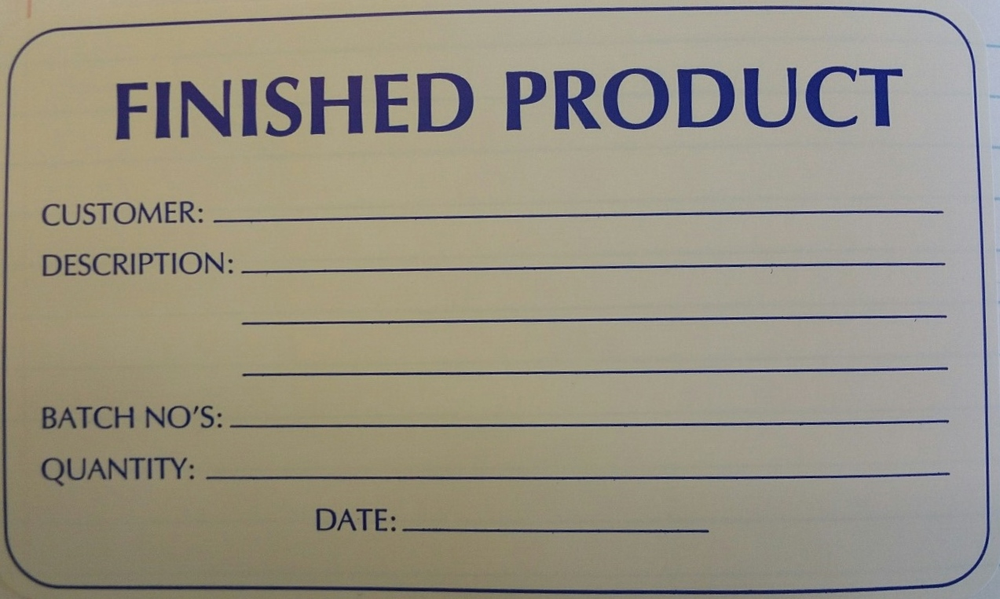 FINISHED PRODUCT
CUSTOMER:
DESCRIPTION:
BATCH NO'S:
QUANTITY:
DATE: